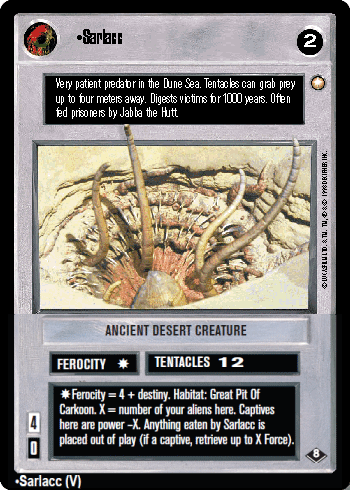 •Sarlacc
2
Very patient predator in the Dune Sea. Tentacles can grab prey
up to four meters away. Digests victims for 1000 years. Often
fed prisoners by Jabba the Hutt.
ANCIENT DESERT CREATURE
FEROCITY ✷ TENTACLES 12
✷Ferocity = 4 + destiny. Habitat: Great Pit Of
Carkoon. X = number of your aliens here. Captives
here are power –X. Anything eaten by Sarlacc is
placed out of play (if a captive, retrieve up to X Force).
4
0
8
•Sarlacc (V)